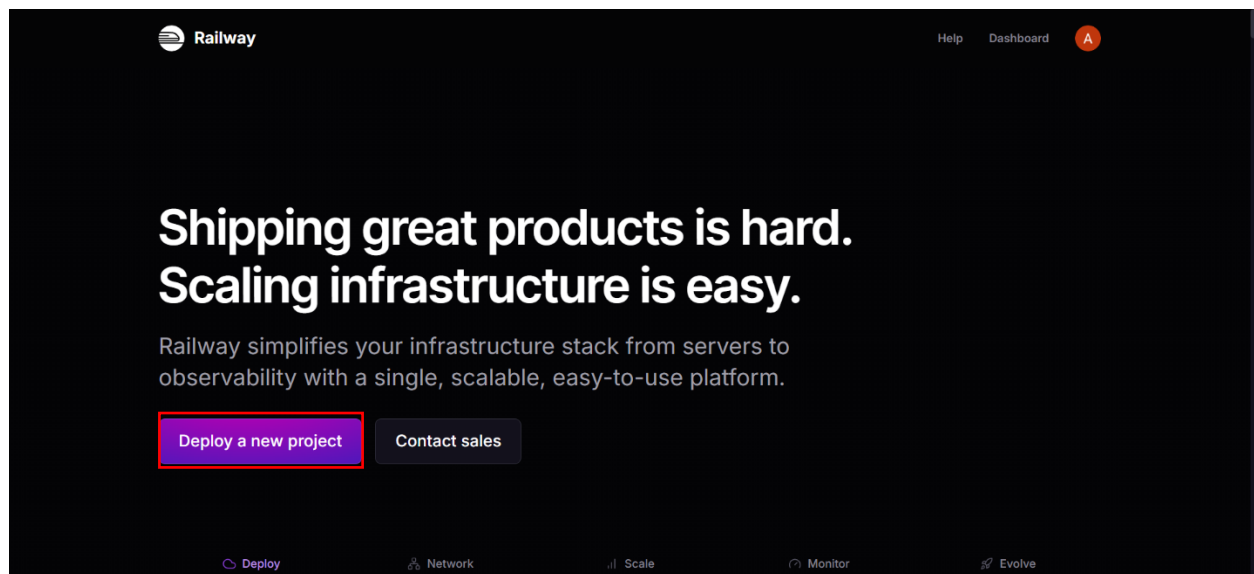 Railway
Help
Dashboard
A
Shipping great products is hard.
Scaling infrastructure is easy.
Railway simplifies your infrastructure stack from servers to
observability with a single, scalable, easy-to-use platform.
Deploy a new project
Contact sales
Deploy
Network
Scale
Monitor
Evolve